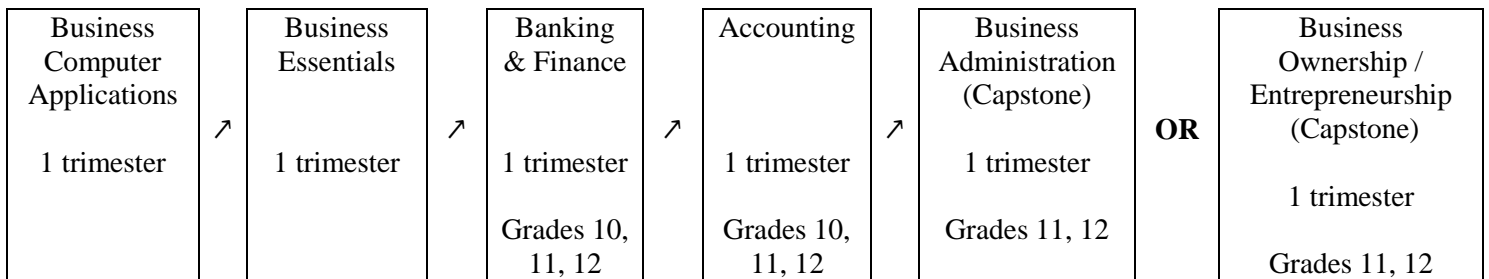 Business
Computer
Applications
1 trimester
↗
Business
Essentials
1 trimester
↗
Banking
& Finance
1 trimester
Grades 10,
11, 12
↗
Accounting
1 trimester
Grades 10,
11, 12
↗
Business
Administration
(Capstone)
1 trimester
Grades 11, 12
OR
Business
Ownership /
Entrepreneurship
(Capstone)
1 trimester
Grades 11, 12